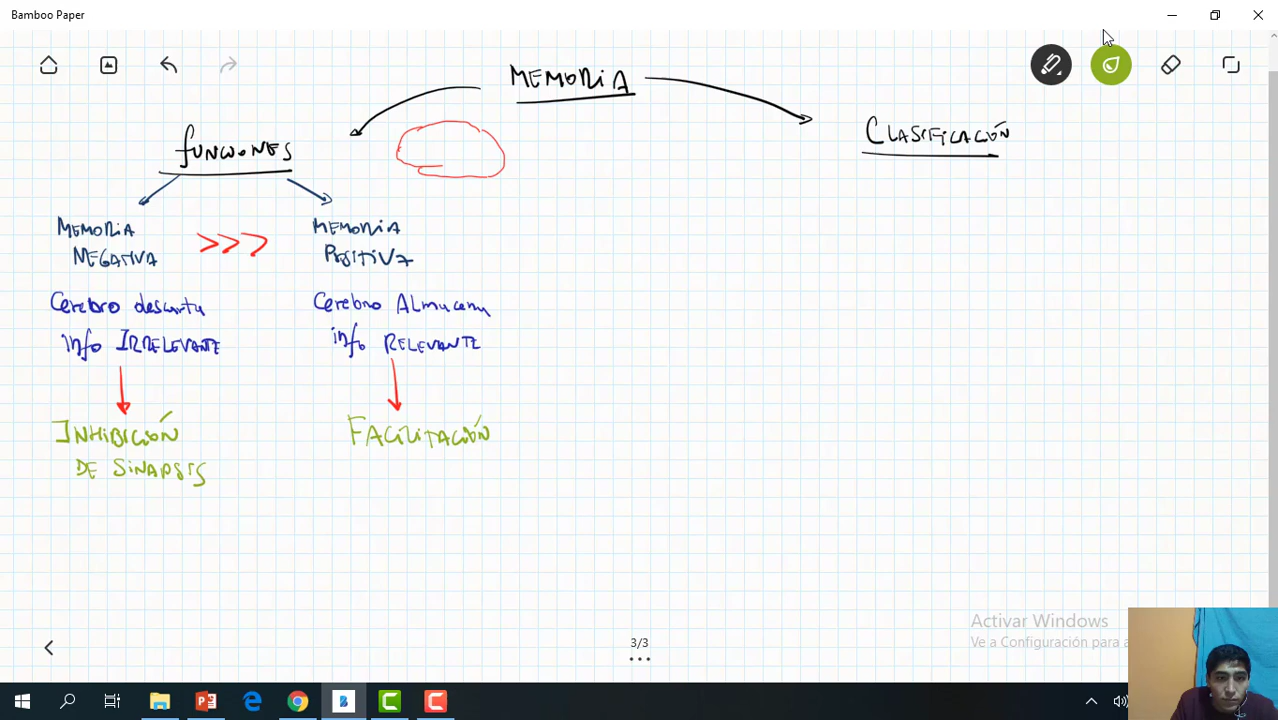 Bamboo Paper
MEMORIA
FUNCIONES
CLASIFICACIÓN
MEMORIA
NEGATIVA
>>>
MEMORIA
POSITIVA
Cerebro descarta
info IRRELEVANTE
Cerebro Almacena
info RELEVANTE
INHIBICIÓN
DE SINAPSIS
FACILITACIÓN
3/3
Activar Windows
Ve a Configuración para a